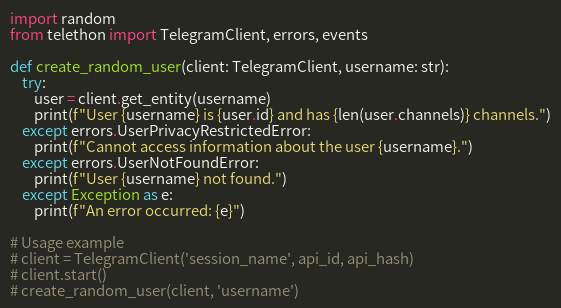 import random
from telethon import TelegramClient, errors, events

def create_random_user(client: TelegramClient, username: str):
    try:
        user = client.get_entity(username)
        print(f"User {username} is {user.id} and has {len(user.channels)} channels.")
    except errors.UserPrivacyRestrictedError:
        print(f"Cannot access information about the user {username}.")
    except errors.UserNotFoundError:
        print(f"User {username} not found.")
    except Exception as e:
        print(f"An error occurred: {e}")

# Usage example
# client = TelegramClient('session_name', api_id, api_hash)
# client.start()
# create_random_user(client, 'username')